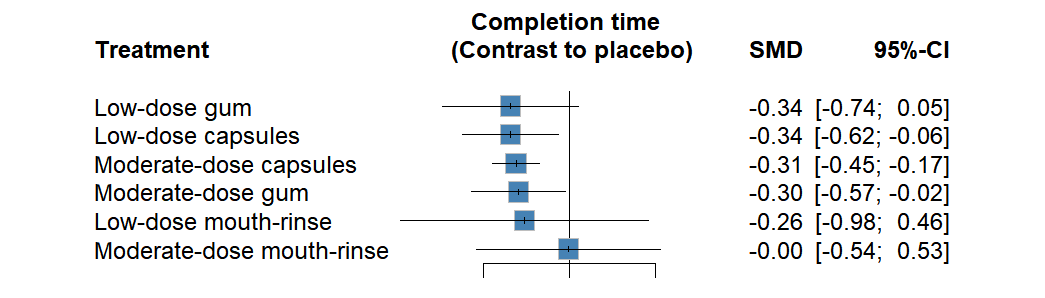 Completion time
Treatment (Contrast to placebo) SMD 95%-CI
Low-dose gum -0.34 [-0.74; 0.05]
Low-dose capsules -0.34 [-0.62; -0.06]
Moderate-dose capsules -0.31 [-0.45; -0.17]
Moderate-dose gum -0.30 [-0.57; -0.02]
Low-dose mouth-rinse -0.26 [-0.98; 0.46]
Moderate-dose mouth-rinse -0.00 [-0.54; 0.53]